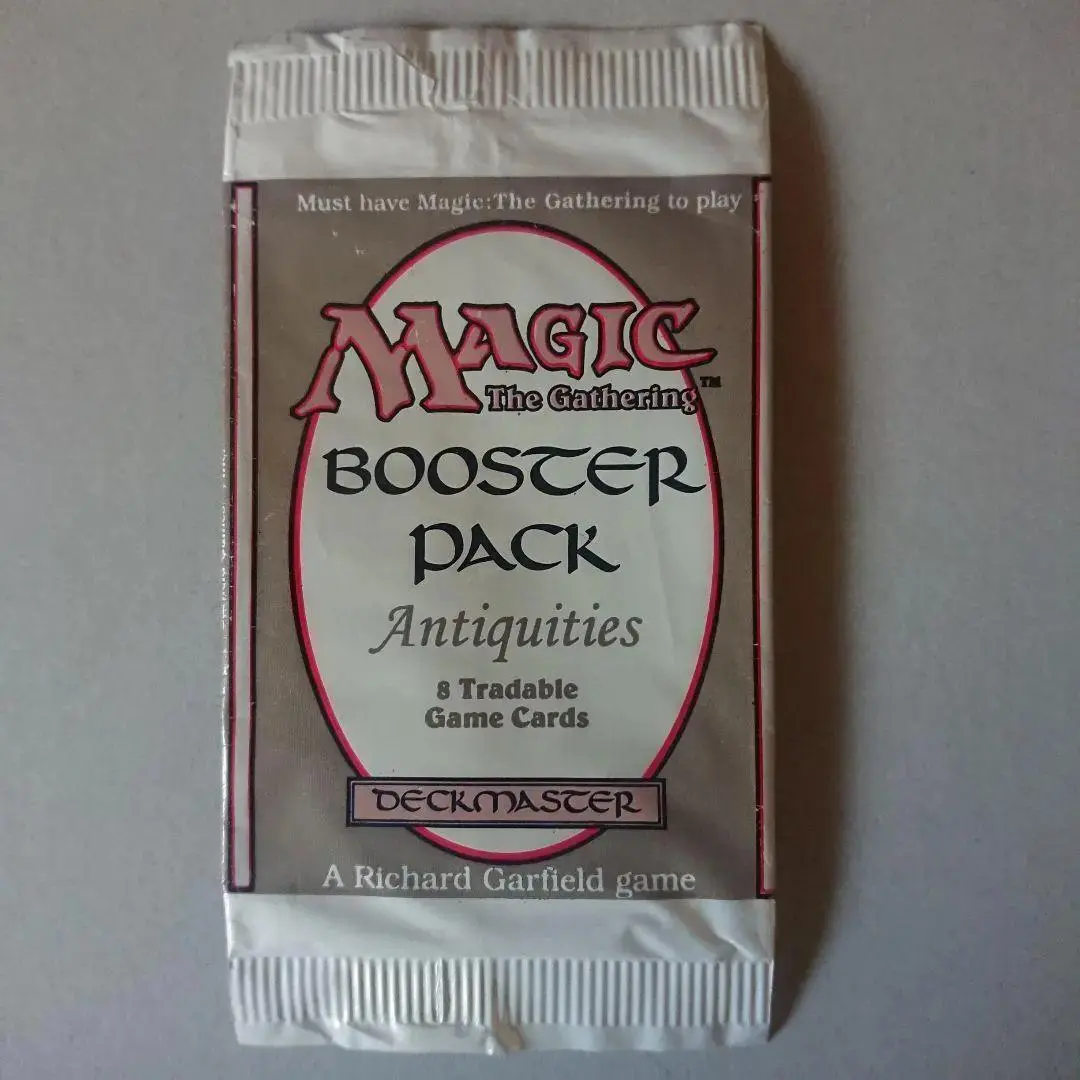 Must have Magic:The Gathering to play
MAGIC
The Gathering™
BOOSTER
PACK
Antiquities
8 Tradable
Game Cards
DECKMASTER
A Richard Garfield game